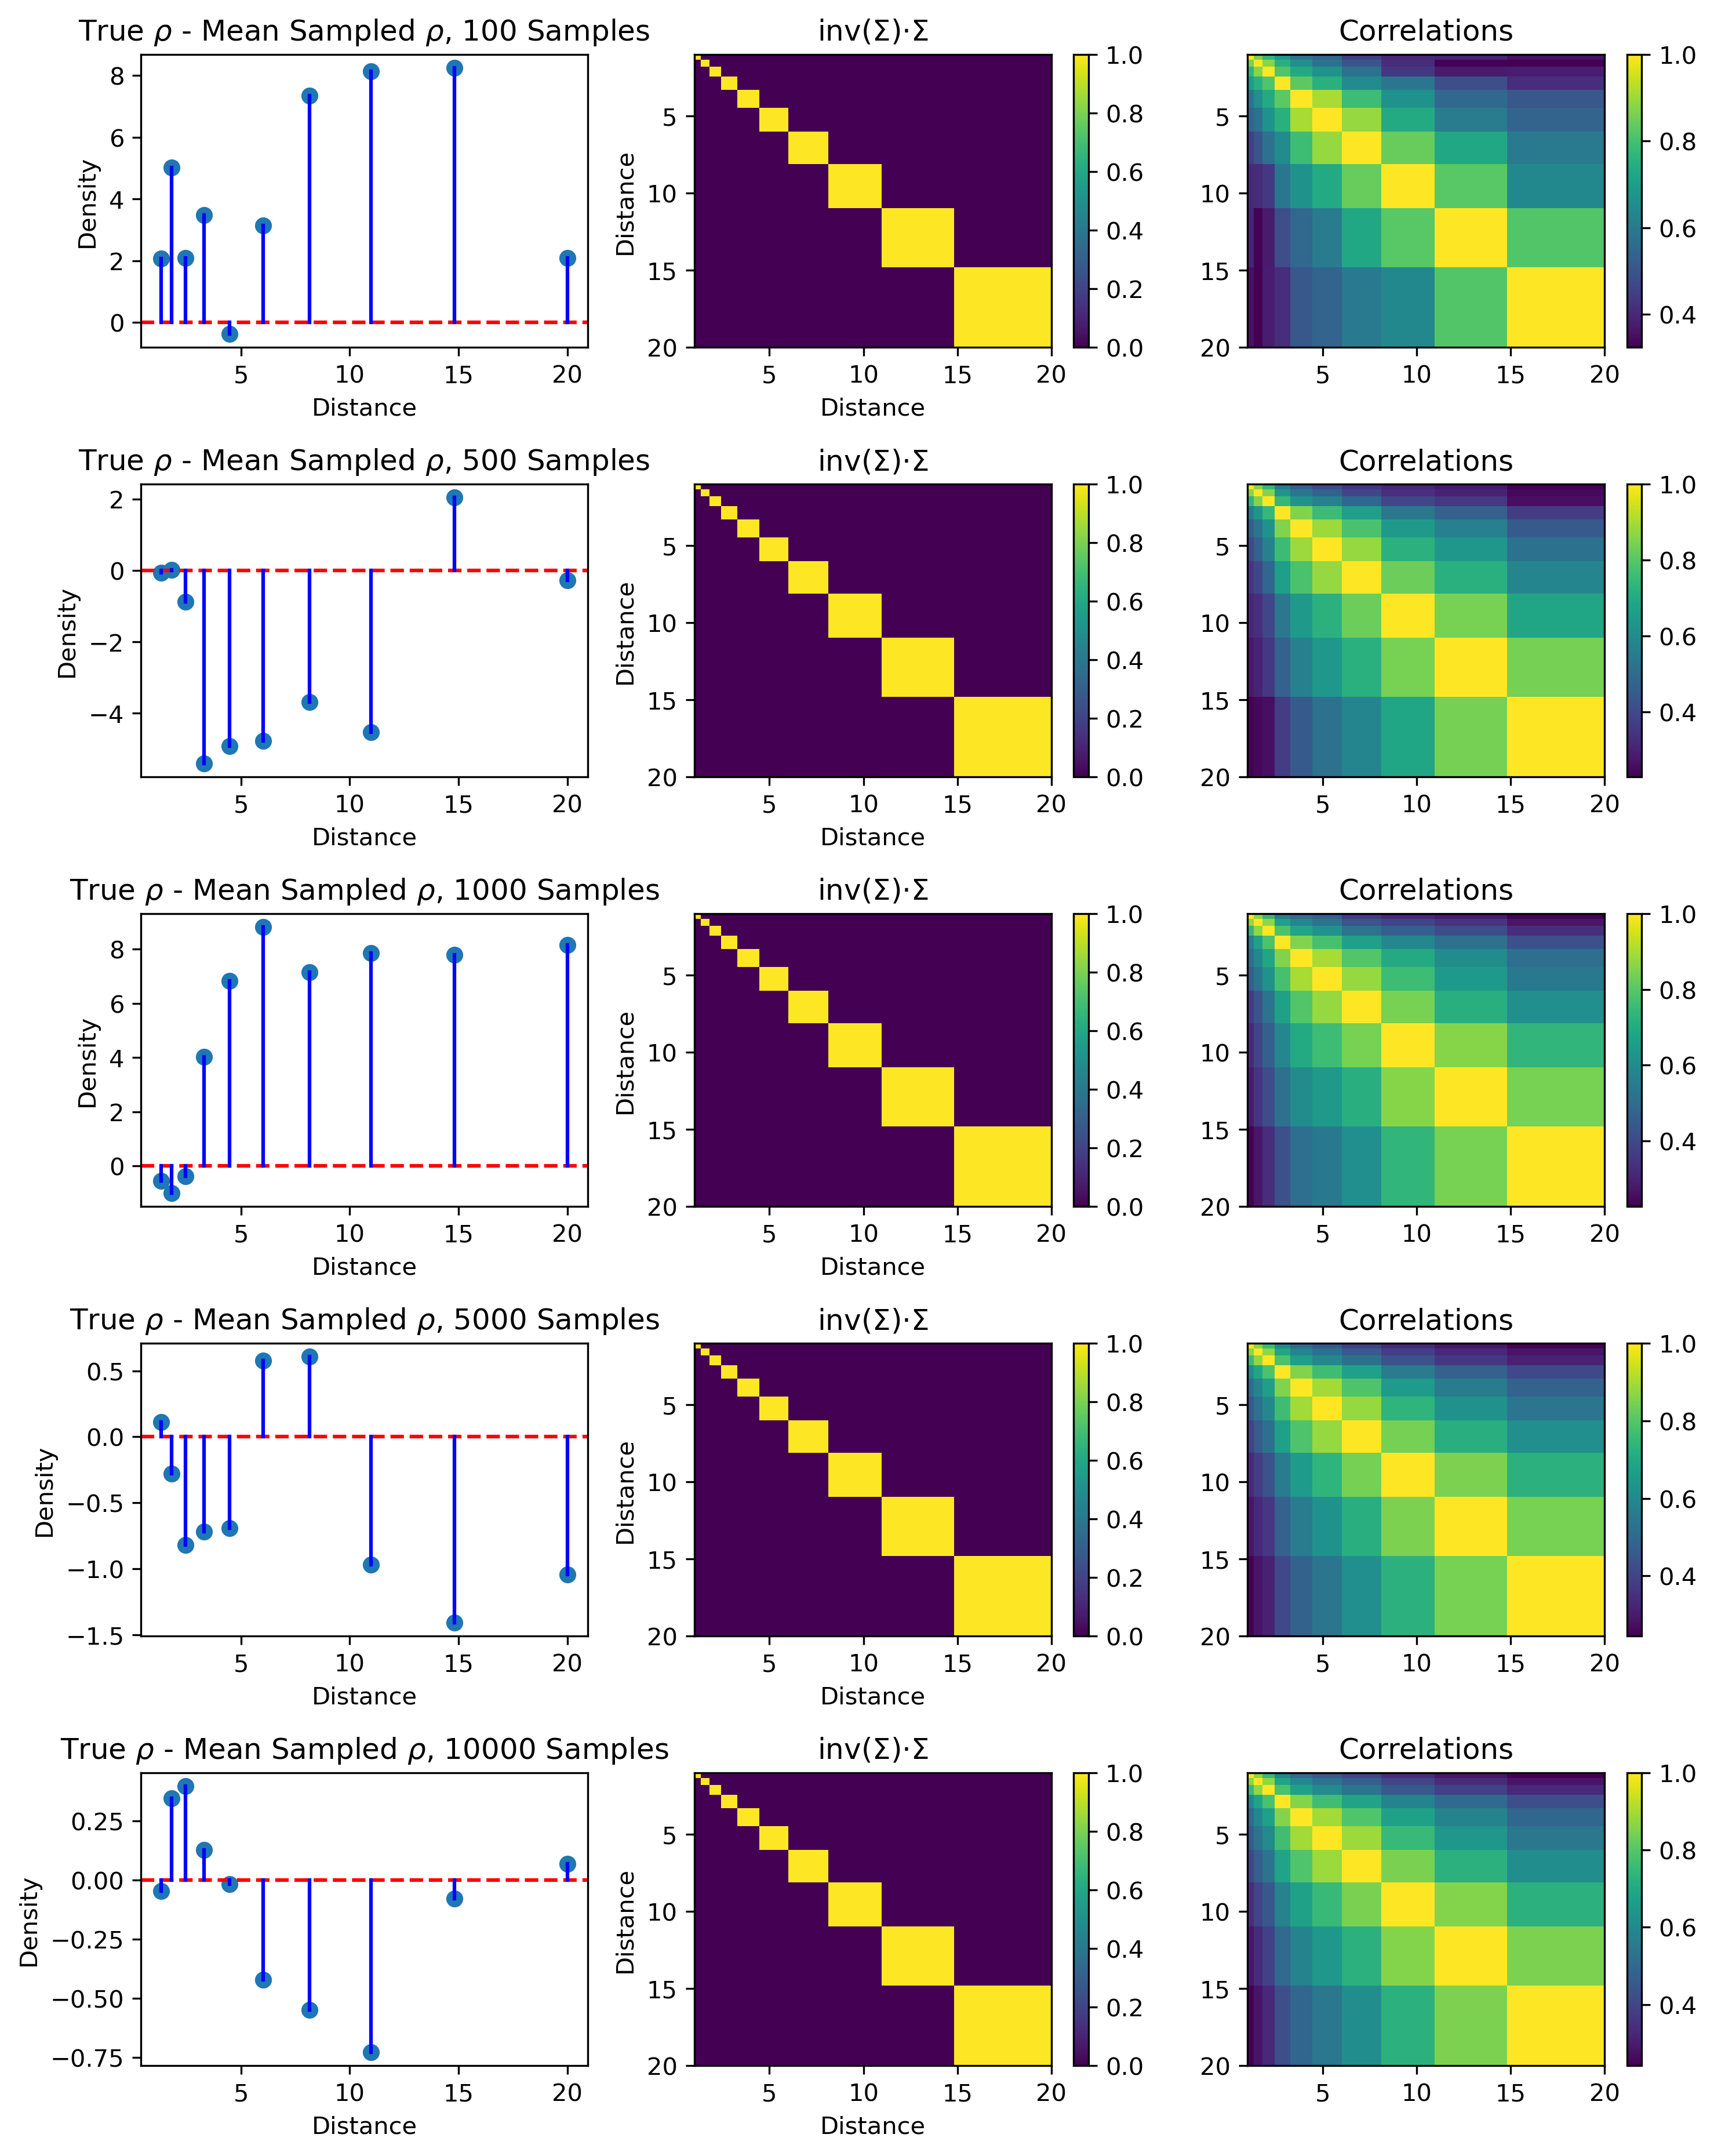 True ρ - Mean Sampled ρ, 100 Samples
8
6
4
2
0
Density
5 10 15 20
Distance
inv(Σ)·Σ
5
10
15
20
Distance
5 10 15 20
Distance
1.0
0.8
0.6
0.4
0.2
0.0
Correlations
5
10
15
20
5 10 15 20
1.0
0.8
0.6
0.4
True ρ - Mean Sampled ρ, 500 Samples
2
0
−2
−4
Density
5 10 15 20
Distance
inv(Σ)·Σ
5
10
15
20
Distance
5 10 15 20
Distance
1.0
0.8
0.6
0.4
0.2
0.0
Correlations
5
10
15
20
5 10 15 20
1.0
0.8
0.6
0.4
True ρ - Mean Sampled ρ, 1000 Samples
8
6
4
2
0
Density
5 10 15 20
Distance
inv(Σ)·Σ
5
10
15
20
Distance
5 10 15 20
Distance
1.0
0.8
0.6
0.4
0.2
0.0
Correlations
5
10
15
20
5 10 15 20
1.0
0.8
0.6
0.4
True ρ - Mean Sampled ρ, 5000 Samples
0.5
0.0
−0.5
−1.0
−1.5
Density
5 10 15 20
Distance
inv(Σ)·Σ
5
10
15
20
Distance
5 10 15 20
Distance
1.0
0.8
0.6
0.4
0.2
0.0
Correlations
5
10
15
20
5 10 15 20
1.0
0.8
0.6
0.4
True ρ - Mean Sampled ρ, 10000 Samples
0.25
0.00
−0.25
−0.50
−0.75
Density
5 10 15 20
Distance
inv(Σ)·Σ
5
10
15
20
Distance
5 10 15 20
Distance
1.0
0.8
0.6
0.4
0.2
0.0
Correlations
5
10
15
20
5 10 15 20
1.0
0.8
0.6
0.4